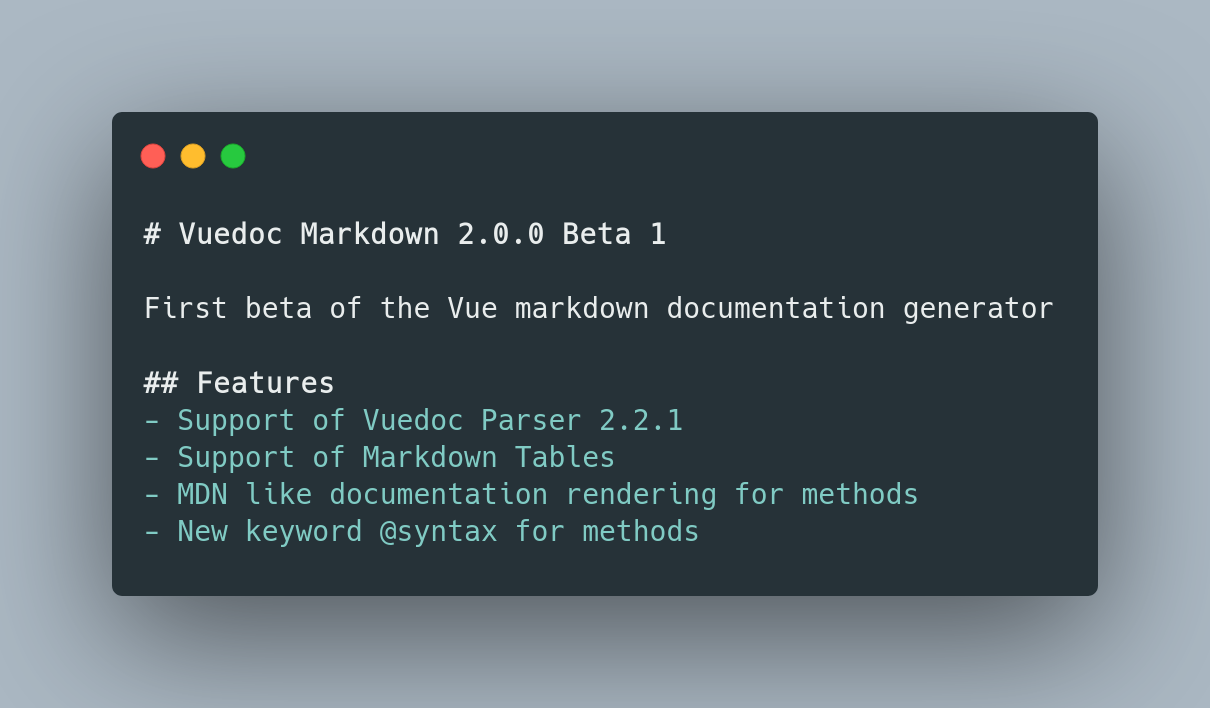 # Vuedoc Markdown 2.0.0 Beta 1
First beta of the Vue markdown documentation generator
## Features
- Support of Vuedoc Parser 2.2.1
- Support of Markdown Tables
- MDN like documentation rendering for methods
- New keyword @syntax for methods